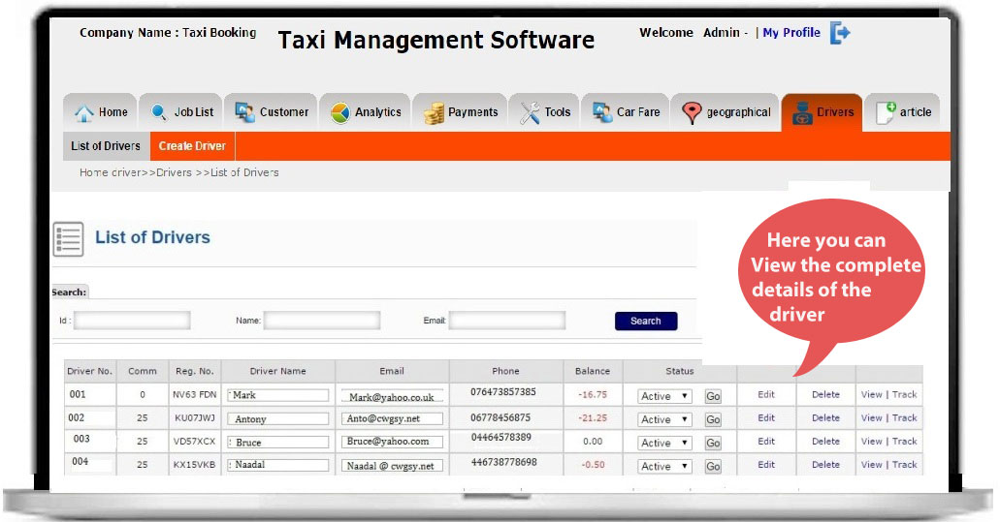 Company Name : Taxi Booking
Taxi Management Software
Welcome Admin - | My Profile
Home Job List Customer Analytics Payments Tools Car Fare geographical Drivers article
List of Drivers Create Driver
Home driver>>Drivers >>List of Drivers
List of Drivers
Here you can
View the complete
details of the
driver
Search:
Id : Name: Email: Search
Driver No. Comm Reg. No. Driver Name Email Phone Balance Status
001 0 NV63 FDN Mark Mark@yahoo.co.uk 076473857385 -16.75 Active Go Edit Delete View | Track
002 25 KU07JWJ Antony Anto@cwgsy.net 06778456875 -21.25 Active Go Edit Delete View | Track
003 25 VD57XCX Bruce Bruce@yahoo.com 04464578389 0.00 Active Go Edit Delete View | Track
004 25 KX15VKB Naadal Naadal @ cwgsy.net 446738778698 -0.50 Active Go Edit Delete View | Track